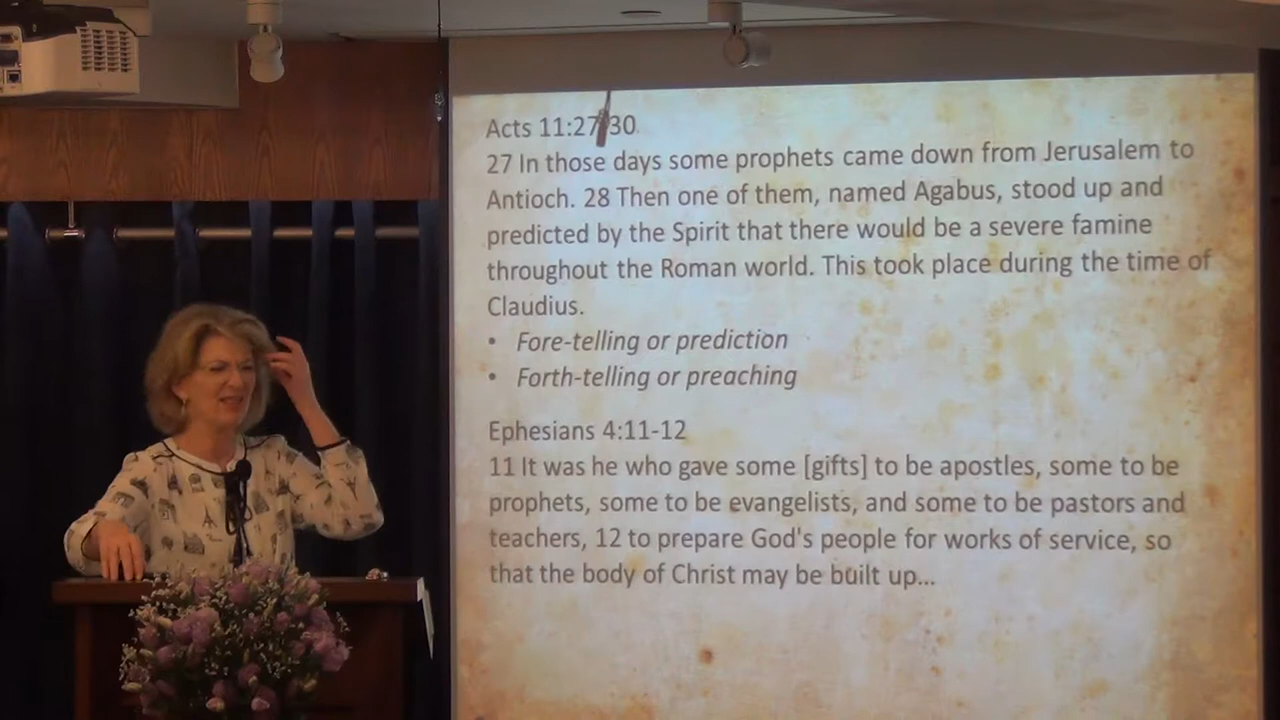 Acts 11:27-30
27 In those days some prophets came down from Jerusalem to
Antioch. 28 Then one of them, named Agabus, stood up and
predicted by the Spirit that there would be a severe famine
throughout the Roman world. This took place during the time of
Claudius.
• Fore-telling or prediction
• Forth-telling or preaching
Ephesians 4:11-12
11 It was he who gave some [gifts] to be apostles, some to be
prophets, some to be evangelists, and some to be pastors and
teachers, 12 to prepare God's people for works of service, so
that the body of Christ may be built up...